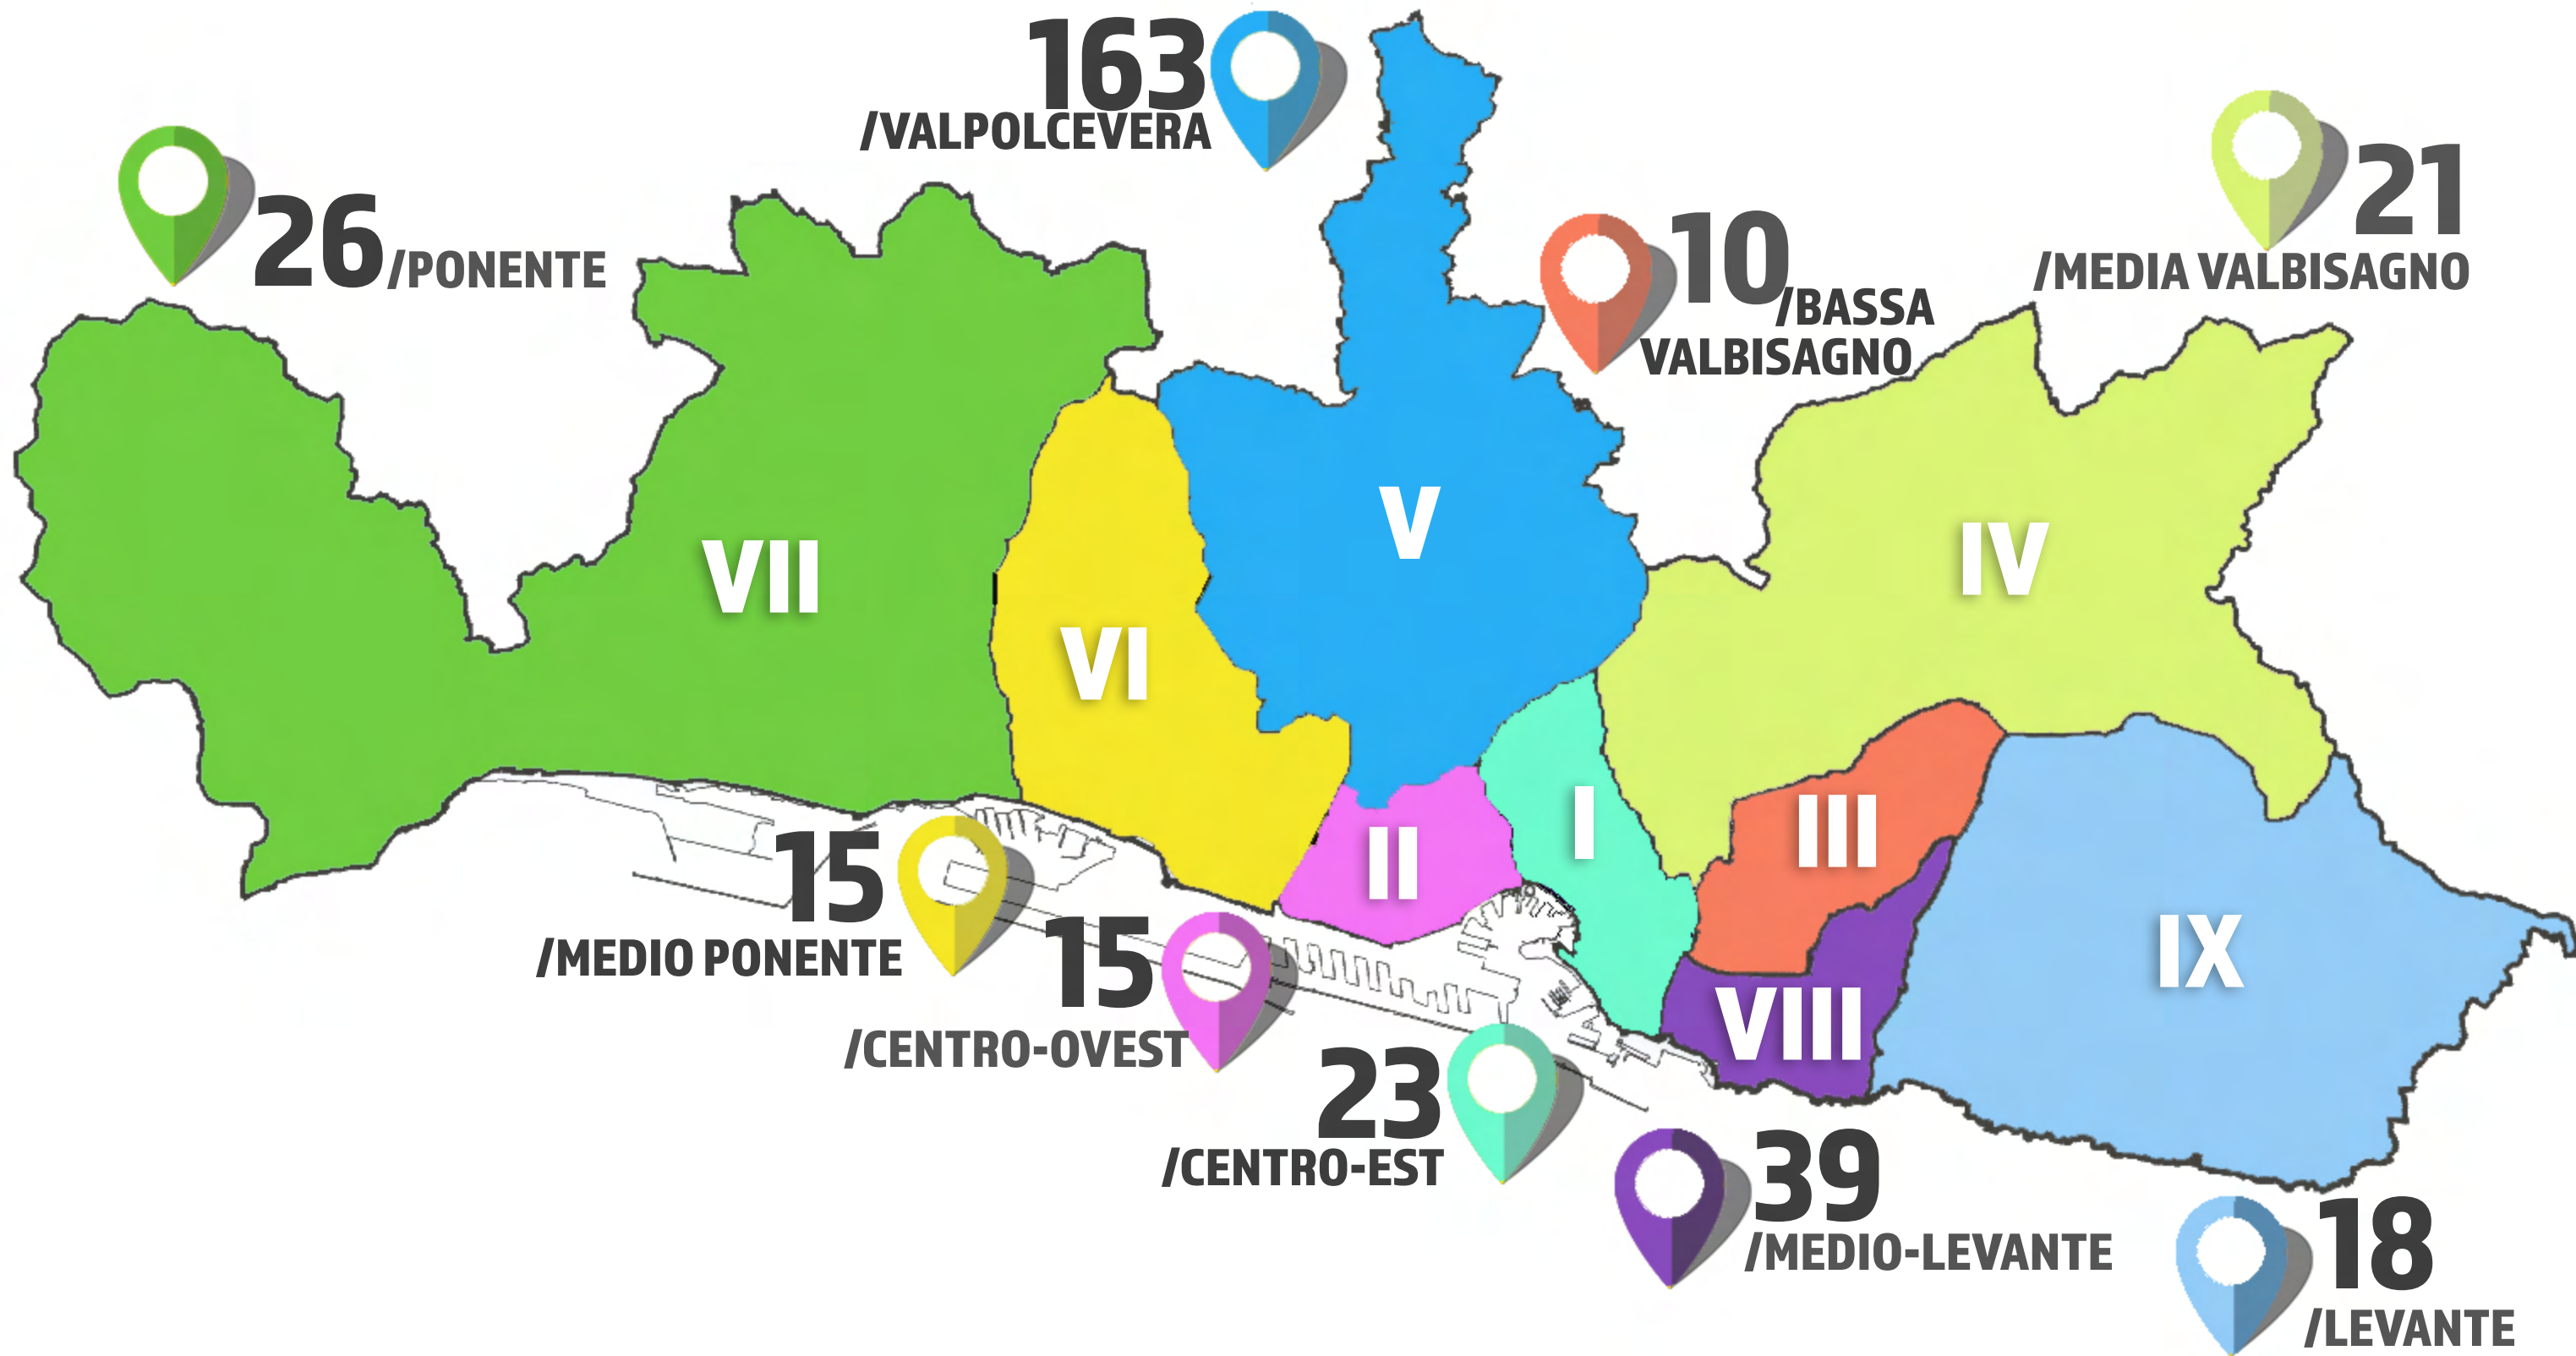 163
/VALPOLCEVERA
26/PONENTE
21
/MEDIA VALBISAGNO
10/BASSA
VALBISAGNO
V
VII
IV
VI
III
I
II
IX
VIII
15
/MEDIO PONENTE
15
/CENTRO-OVEST
23
/CENTRO-EST
39
/MEDIO-LEVANTE
18
/LEVANTE